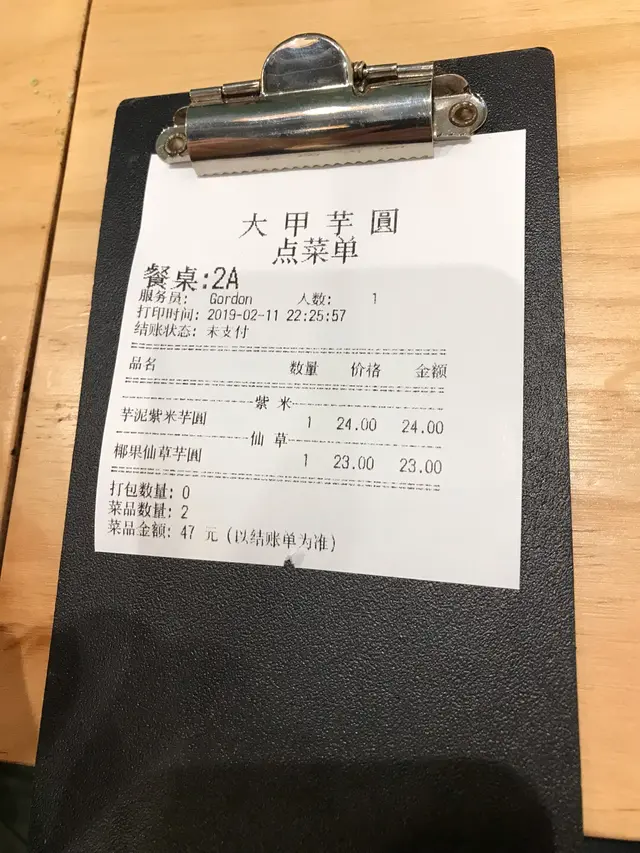 大甲芋圓
点菜单
餐桌:2A
服务员: Gordon 人数: 1
打印时间: 2019-02-11 22:25:57
结账状态: 未支付
品名 数量 价格 金额
紫米
芋泥紫米芋圆 1 24.00 24.00
仙草
椰果仙草芋圆 1 23.00 23.00
打包数量: 0
菜品数量: 2
菜品金额: 47 元 (以结账单为准)